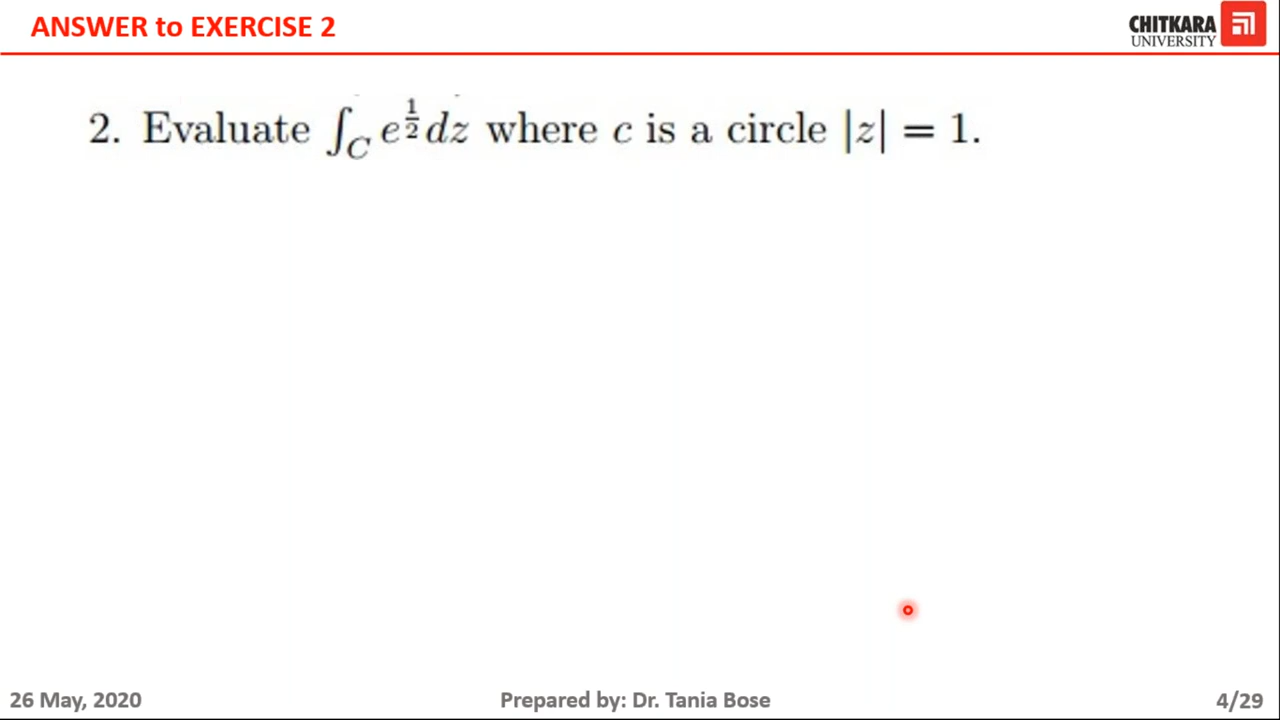 ANSWER to EXERCISE 2
CHITKARA
UNIVERSITY
2. Evaluate ∫_C e^{1/2} dz where c is a circle |z| = 1.
26 May, 2020
Prepared by: Dr. Tania Bose
4/29